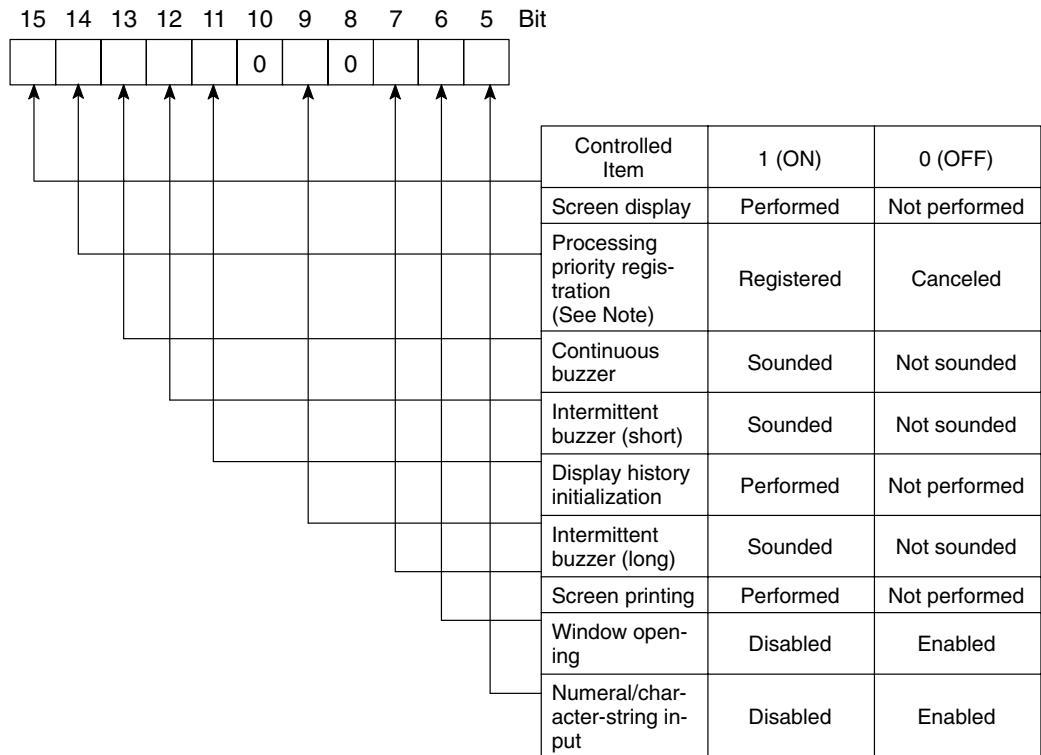 15 14 13 12 11 10 9 8 7 6 5 Bit
0 0
Controlled
Item
1 (ON)
0 (OFF)
Screen display
Performed
Not performed
Processing
priority regis-
tration
(See Note)
Registered
Canceled
Continuous
buzzer
Sounded
Not sounded
Intermittent
buzzer (short)
Sounded
Not sounded
Display history
initialization
Performed
Not performed
Intermittent
buzzer (long)
Sounded
Not sounded
Screen printing
Performed
Not performed
Window open-
ing
Disabled
Enabled
Numeral/char-
acter-string in-
put
Disabled
Enabled